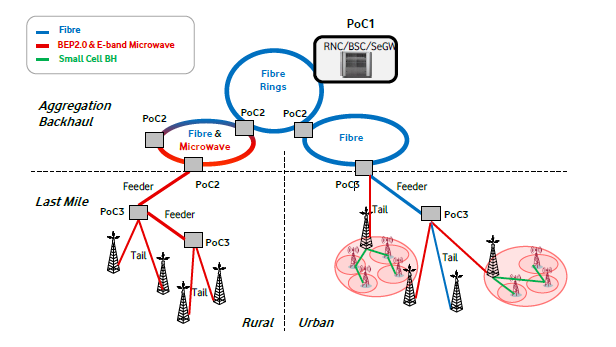 PoC1
Fibre
BEP2.0 & E-band Microwave
Small Cell BH
RNC/BSC/SeGW
Fibre
Rings
Aggregation
Backhaul
PoC2
PoC2
PoC2
Fibre &
Microwave
Fibre
PoC2
PoC3
Feeder
Feeder
Last Mile
PoC3
Feeder
Tail
PoC3
PoC3
Tail
Tail
Tail
Rural
Urban